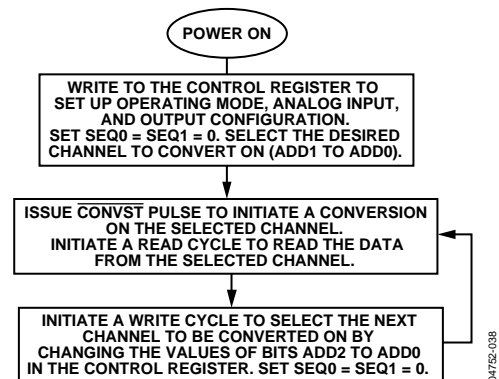 POWER ON
WRITE TO THE CONTROL REGISTER TO
SET UP OPERATING MODE, ANALOG INPUT,
AND OUTPUT CONFIGURATION.
SET SEQ0 = SEQ1 = 0. SELECT THE DESIRED
CHANNEL TO CONVERT ON (ADD1 TO ADD0).
ISSUE CONVST PULSE TO INITIATE A CONVERSION
ON THE SELECTED CHANNEL.
INITIATE A READ CYCLE TO READ THE DATA
FROM THE SELECTED CHANNEL.
INITIATE A WRITE CYCLE TO SELECT THE NEXT
CHANNEL TO BE CONVERTED ON BY
CHANGING THE VALUES OF BITS ADD2 TO ADD0
IN THE CONTROL REGISTER. SET SEQ0 = SEQ1 = 0.
04752-038